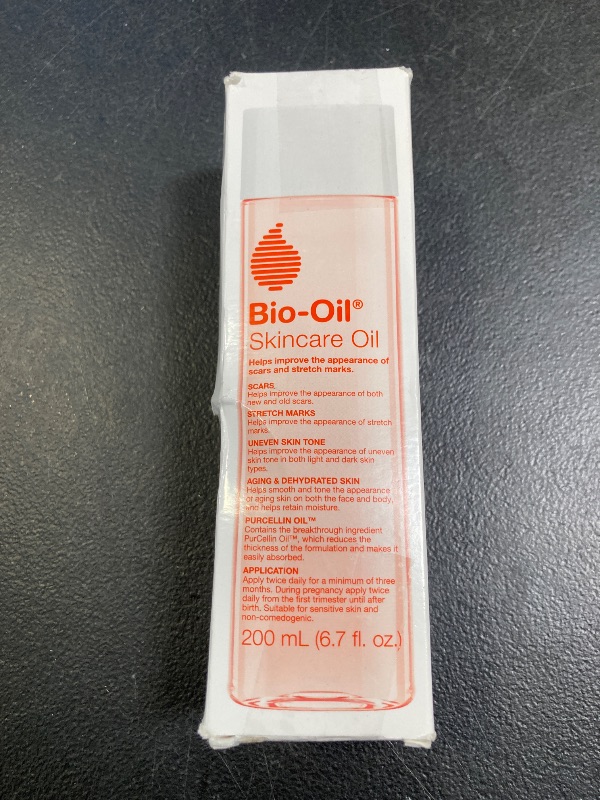 Bio-Oil®
Skincare Oil
Helps improve the appearance of
scars and stretch marks.
SCARS
Helps improve the appearance of both
new and old scars.
STRETCH MARKS
Helps improve the appearance of stretch
marks.
UNEVEN SKIN TONE
Helps improve the appearance of uneven
skin tone in both light and dark skin
types.
AGING & DEHYDRATED SKIN
Helps smooth and tone the appearance
of aging skin on both the face and body,
and helps retain moisture.
PURCELLIN OIL™
Contains the breakthrough ingredient
PurCellin Oil™, which reduces the
thickness of the formulation and makes it
easily absorbed.
APPLICATION
Apply twice daily for a minimum of three
months. During pregnancy apply twice
daily from the first trimester until after
birth. Suitable for sensitive skin and
non-comedogenic.
200 mL (6.7 fl. oz.)